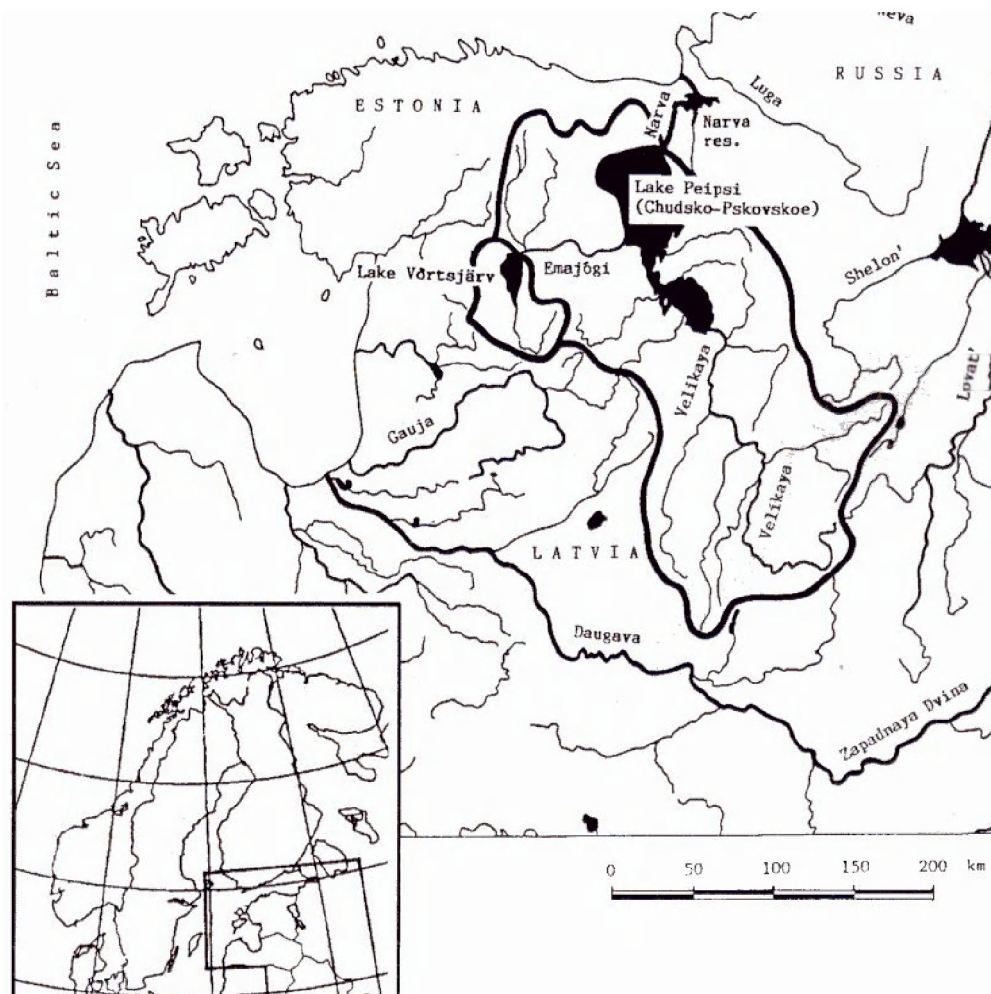 neva
RUSSIA
ESTONIA
Luga
Narva
Narva
res.
Baltic Sea
Lake Peipsi
(Chudsko-Pskovskoe)
Shelon'
Lake Võrtsjärv
Emajõgi
Lovat'
Velikaya
Gauja
Velikaya
LATVIA
Daugava
Zapadnaya Dvina
0 50 100 150 200 km